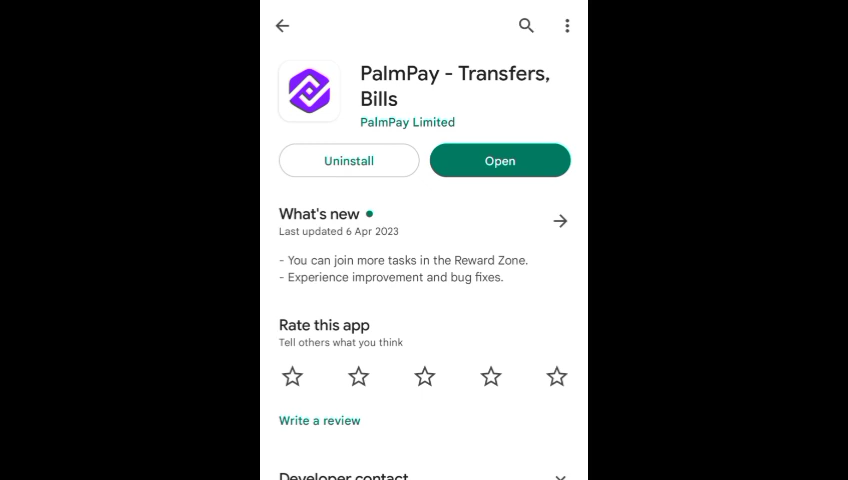 PalmPay - Transfers,
Bills
PalmPay Limited
Uninstall
Open
What's new
Last updated 6 Apr 2023
- You can join more tasks in the Reward Zone.
- Experience improvement and bug fixes.
Rate this app
Tell others what you think
Write a review
Developer contact